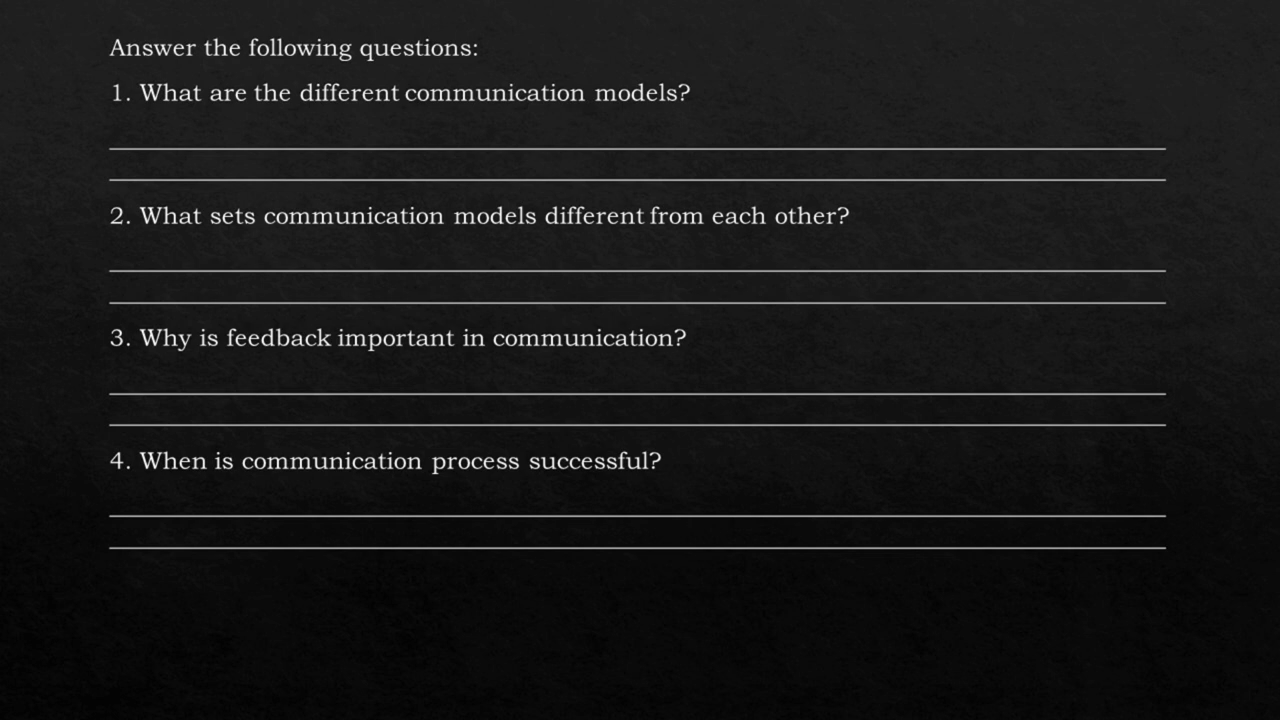 Answer the following questions:
1. What are the different communication models?
2. What sets communication models different from each other?
3. Why is feedback important in communication?
4. When is communication process successful?